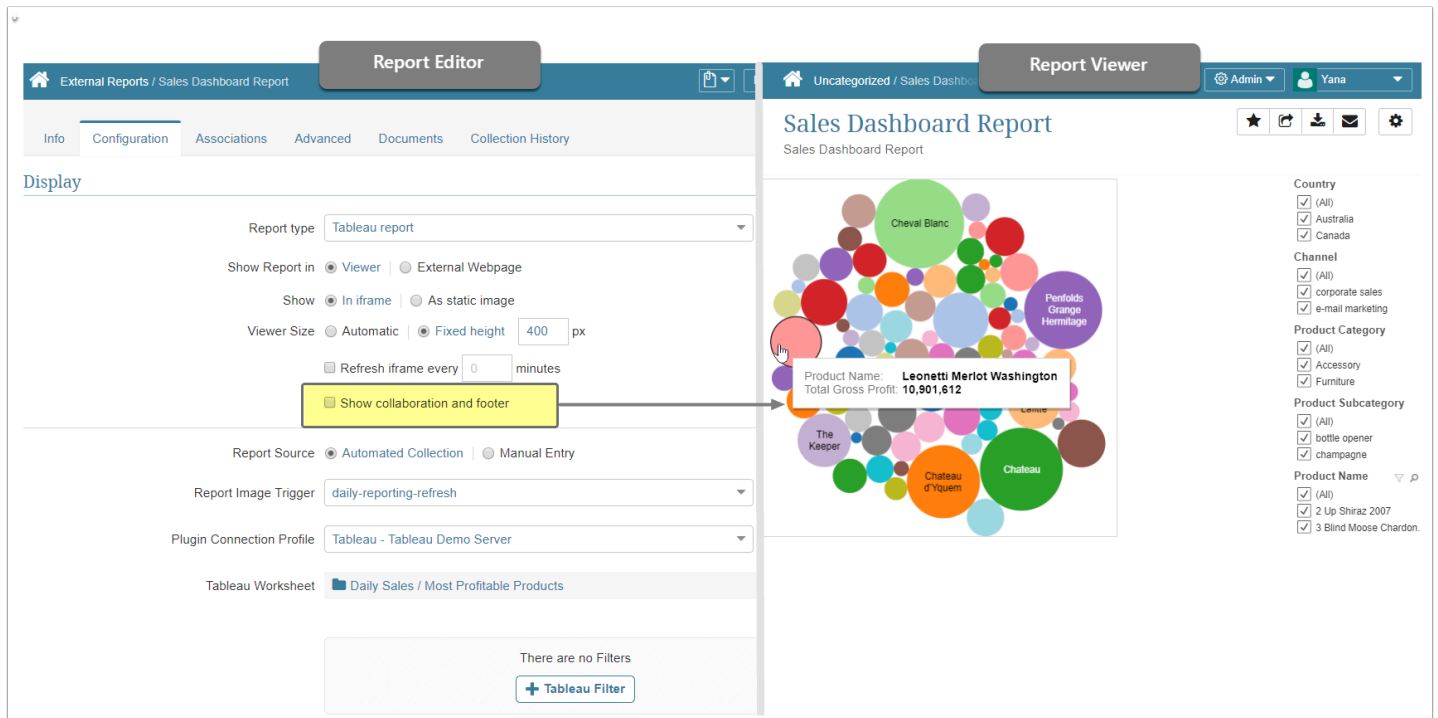 Report Editor
External Reports / Sales Dashboard Report
Info Configuration Associations Advanced Documents Collection History
Display
Report type Tableau report
Show Report in Viewer External Webpage
Show In iframe As static image
Viewer Size Automatic Fixed height 400 px
Refresh iframe every 0 minutes
Show collaboration and footer
Report Source Automated Collection Manual Entry
Report Image Trigger daily-reporting-refresh
Plugin Connection Profile Tableau - Tableau Demo Server
Tableau Worksheet Daily Sales / Most Profitable Products
There are no Filters
Tableau Filter
Report Viewer
Uncategorized / Sales Dashbo
Admin Yana
Sales Dashboard Report
Sales Dashboard Report
Cheval Blanc
Penfolds
Grange
Hermitage
Product Name: Leonetti Merlot Washington
Total Gross Profit: 10,901,612
The
Keeper
Chateau
d'Yquem
Chateau
Country
(All)
Australia
Canada
Channel
(All)
corporate sales
e-mail marketing
Product Category
(All)
Accessory
Furniture
Product Subcategory
(All)
bottle opener
champagne
Product Name
(All)
2 Up Shiraz 2007
3 Blind Moose Chardon.